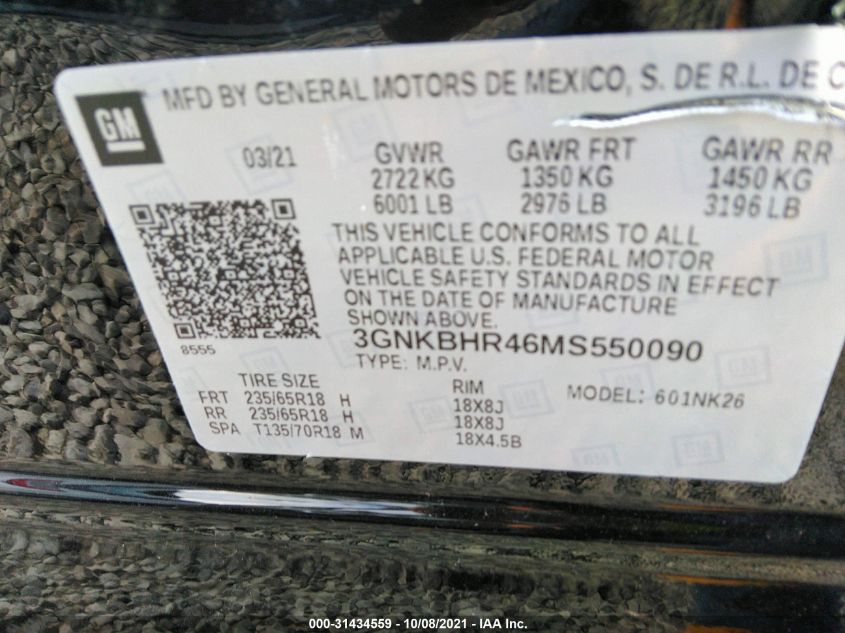 MFD BY GENERAL MOTORS DE MEXICO, S. DE R.L. DE
GM
03/21
GVWR GAWR FRT GAWR RR
2722 KG 1350 KG 1450 KG
6001 LB 2976 LB 3196 LB
THIS VEHICLE CONFORMS TO ALL
APPLICABLE U.S. FEDERAL MOTOR
VEHICLE SAFETY STANDARDS IN EFFECT
ON THE DATE OF MANUFACTURE
SHOWN ABOVE.
8555
3GNKBHR46MS550090
TYPE: M.P.V.
TIRE SIZE RIM MODEL: 601NK26
FRT 235/65R18 H 18X8J
RR 235/65R18 H 18X8J
SPA T135/70R18 M 18X4.5B
000-31434559 - 10/08/2021 - IAA Inc.